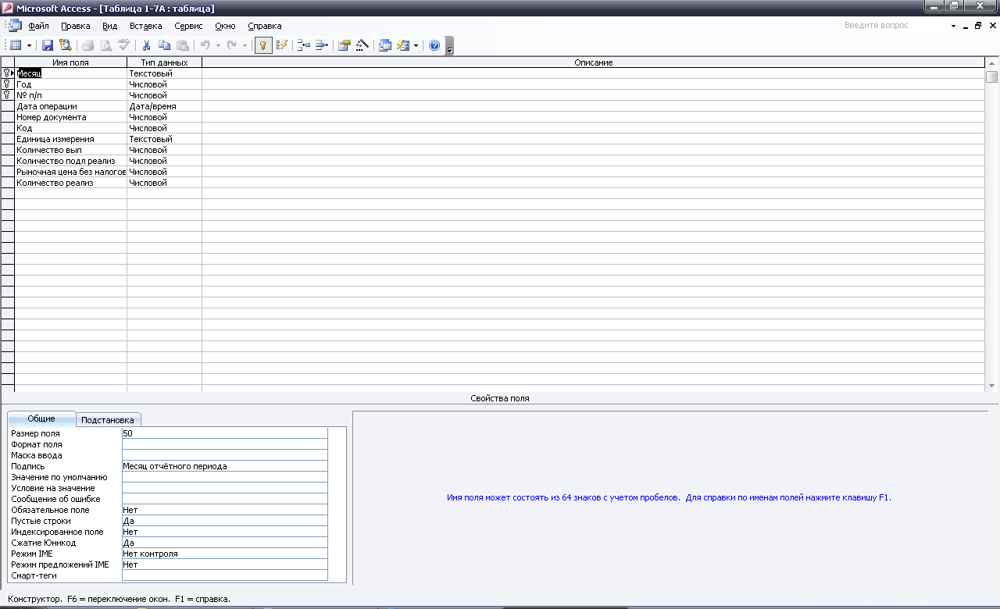 Microsoft Access - [Таблица 1-7А : таблица]
Файл Правка Вид Вставка Сервис Окно Справка Введите вопрос
Имя поля Тип данных Описание
Месяц Текстовый
Год Числовой
№ п/п Числовой
Дата операции Дата/время
Номер документа Числовой
Код Числовой
Единица измерения Текстовый
Количество вып Числовой
Количество подл реализ Числовой
Рыночная цена без налогов Числовой
Количество реализ Числовой
Свойства поля
Общие Подстановка
Размер поля 50
Формат поля
Маска ввода
Подпись Месяц отчётного периода
Значение по умолчанию
Условие на значение
Сообщение об ошибке
Обязательное поле Нет
Пустые строки Да
Индексированное поле Нет
Сжатие Юникод Да
Режим IME Нет контроля
Режим предложений IME Нет
Смарт-теги
Имя поля может состоять из 64 знаков с учетом пробелов. Для справки по именам полей нажмите клавишу F1.
Конструктор. F6 = переключение окон. F1 = справка.